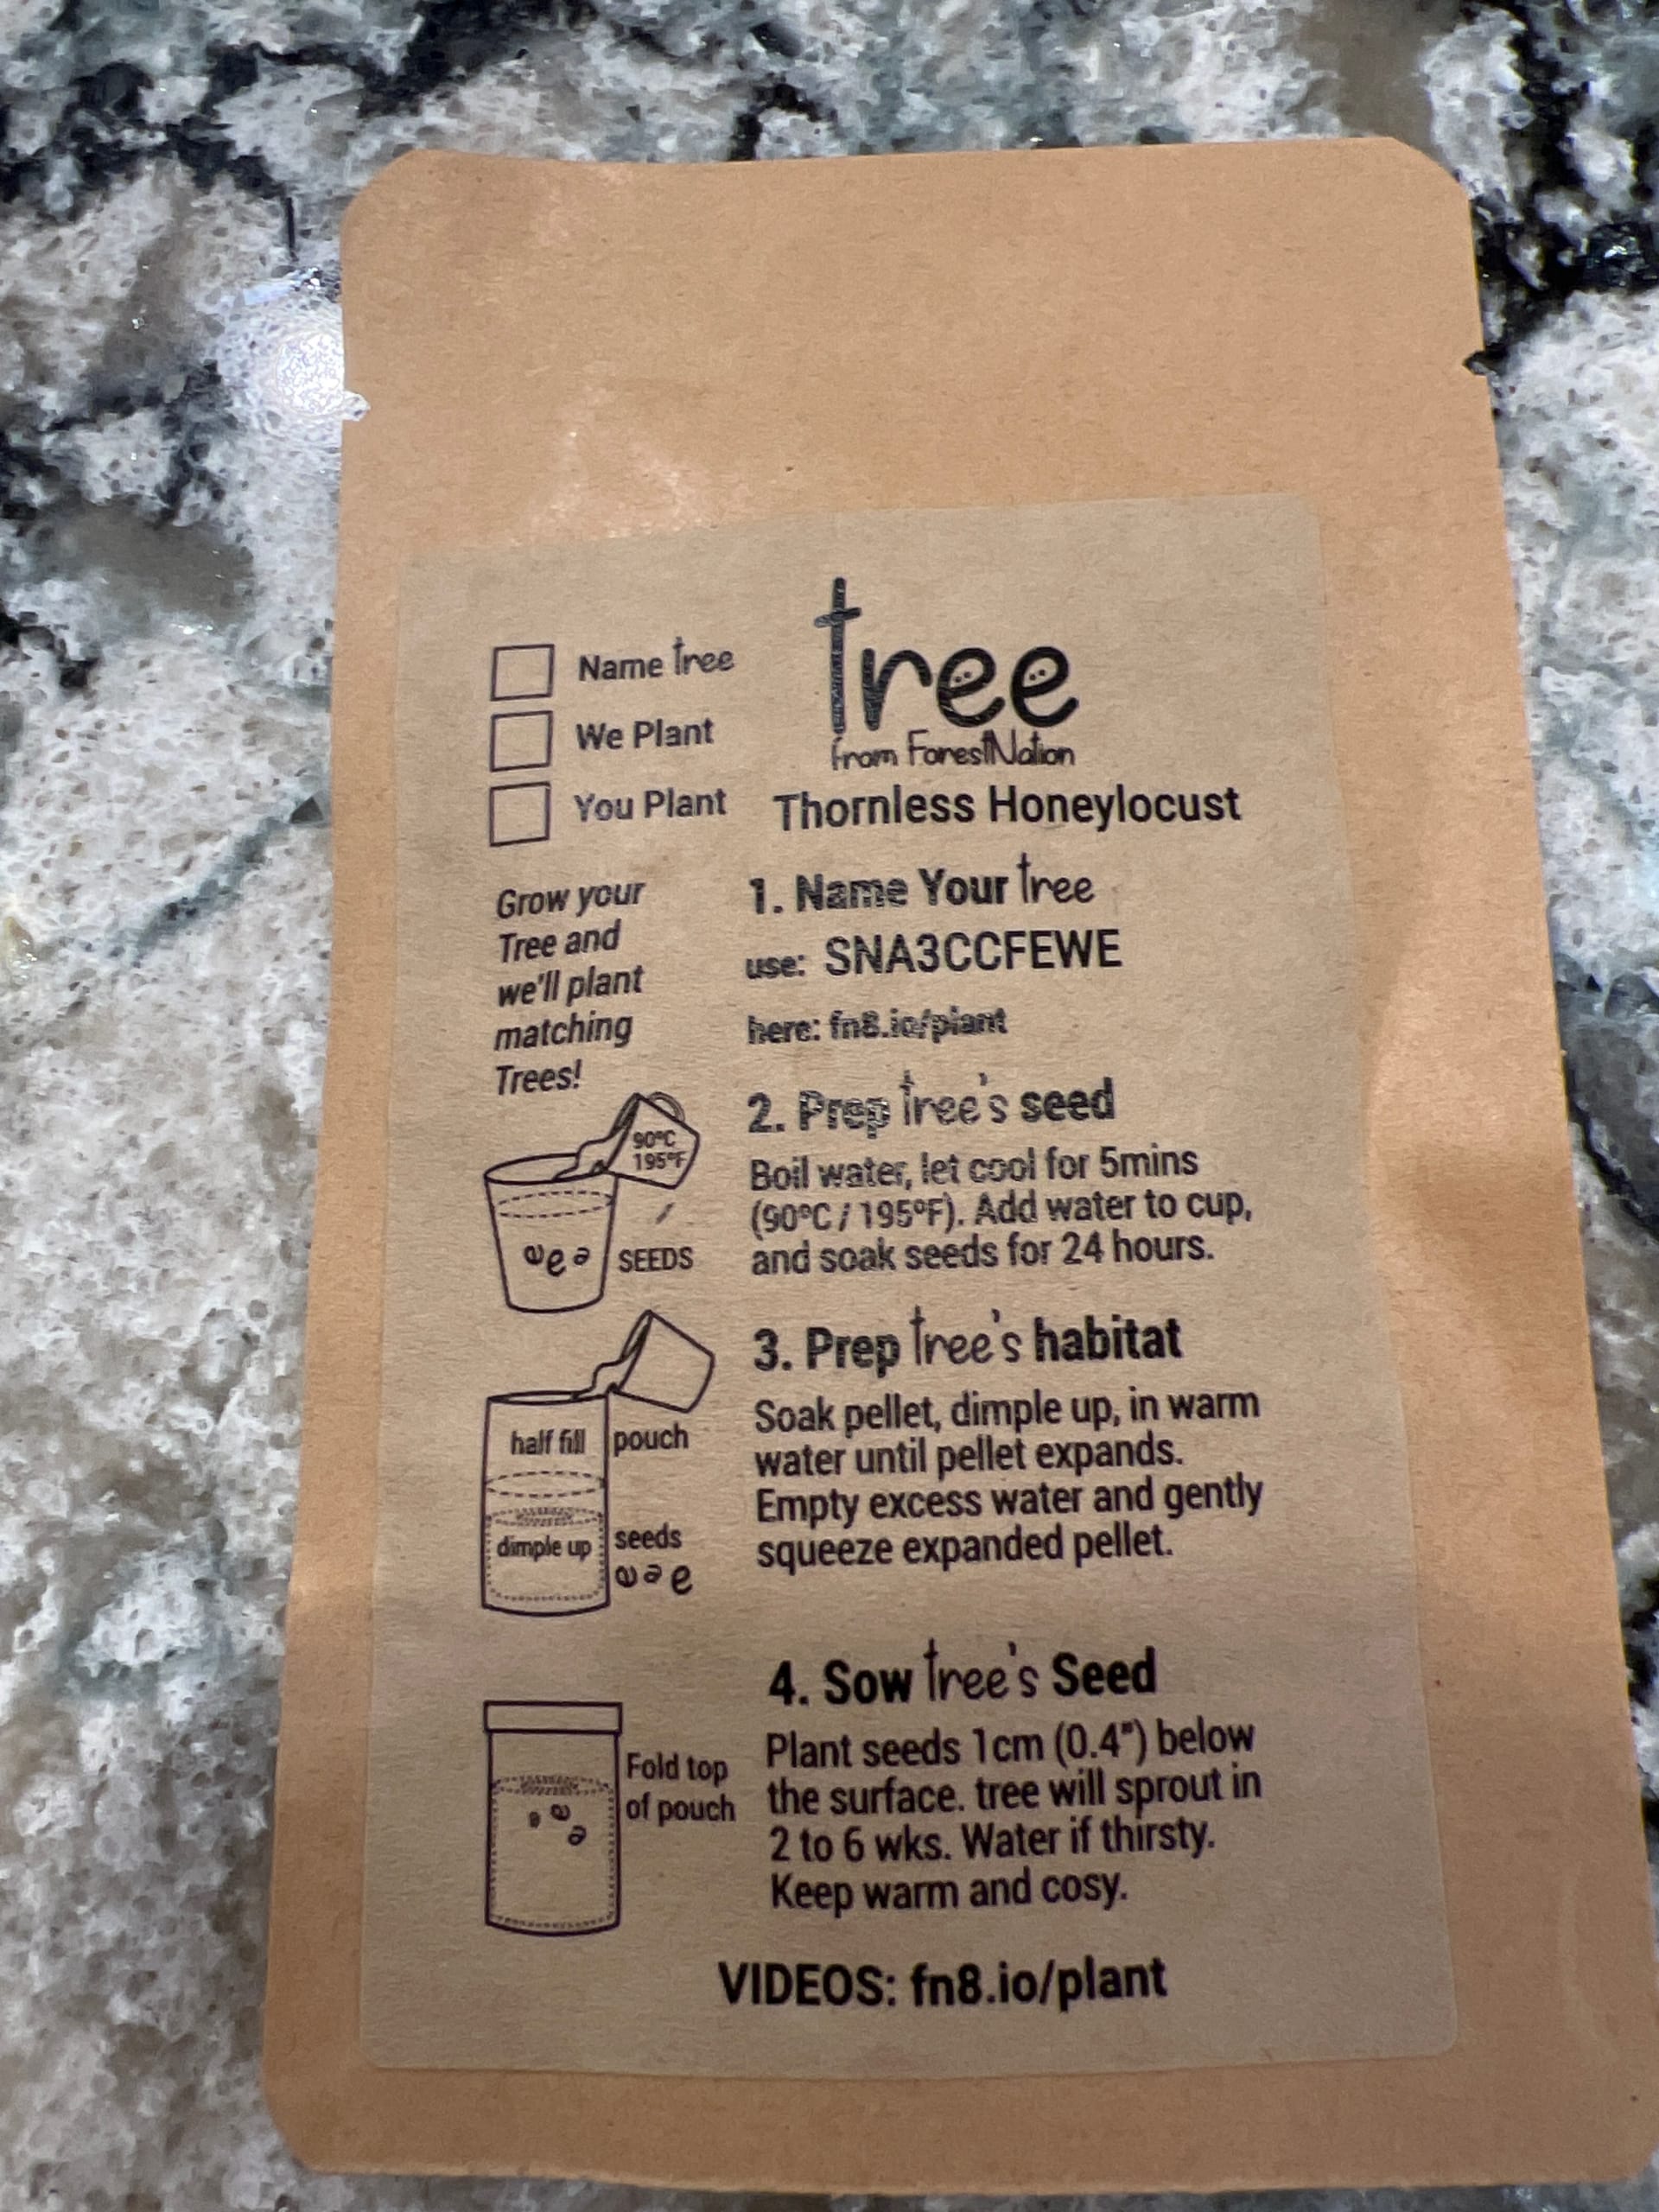 Name tree
We Plant
You Plant
tree
from ForestNation
Thornless Honeylocust
Grow your
Tree and
we'll plant
matching
Trees!
1. Name Your tree
use: SNA3CCFEWE
here: fn8.io/plant
2. Prep tree's seed
Boil water, let cool for 5mins
(90°C / 195°F). Add water to cup,
and soak seeds for 24 hours.
90°C
195°F
SEEDS
3. Prep tree's habitat
Soak pellet, dimple up, in warm
water until pellet expands.
Empty excess water and gently
squeeze expanded pellet.
half fill
pouch
dimple up
seeds
4. Sow tree's Seed
Plant seeds 1cm (0.4") below
the surface. tree will sprout in
2 to 6 wks. Water if thirsty.
Keep warm and cosy.
Fold top
of pouch
VIDEOS: fn8.io/plant